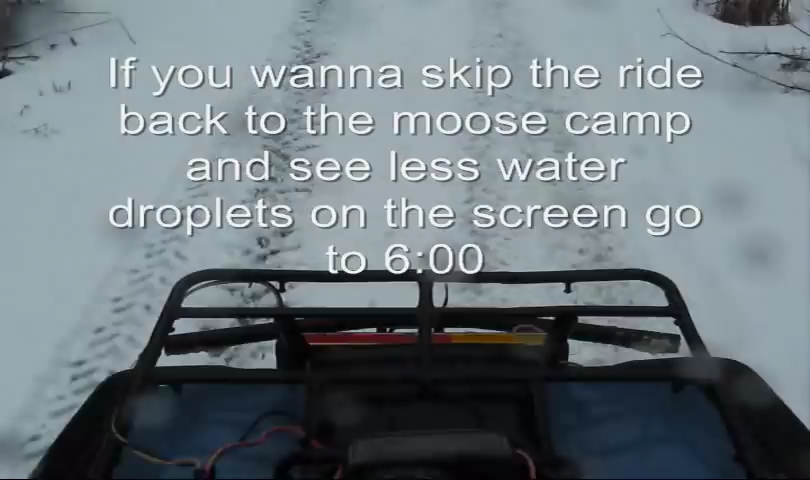 If you wanna skip the ride
back to the moose camp
and see less water
droplets on the screen go
to 6:00